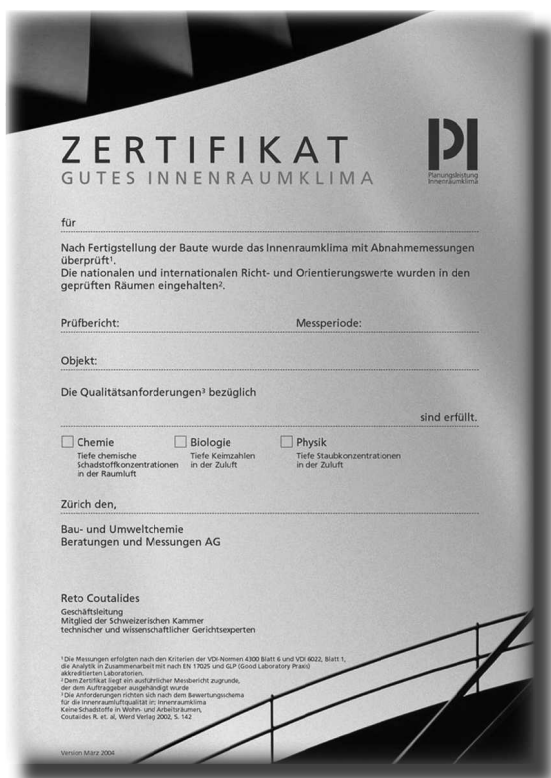 ZERTIFIKAT
GUTES INNENRAUMKLIMA
PI
Planungsleistung
Innenraumklima
für
Nach Fertigstellung der Baute wurde das Innenraumklima mit Abnahmemessungen
überprüft¹.
Die nationalen und internationalen Richt- und Orientierungswerte wurden in den
geprüften Räumen eingehalten².
Prüfbericht: Messperiode:
Objekt:
Die Qualitätsanforderungen³ bezüglich
sind erfüllt.
Chemie Biologie Physik
Tiefe chemische Tiefe Keimzahlen Tiefe Staubkonzentrationen
Schadstoffkonzentrationen in der Zuluft in der Zuluft
in der Raumluft
Zürich den,
Bau- und Umweltchemie
Beratungen und Messungen AG
Reto Coutalides
Geschäftsleitung
Mitglied der Schweizerischen Kammer
technischer und wissenschaftlicher Gerichtsexperten
¹ Die Messungen erfolgten nach den Kriterien der VDI-Normen 4300 Blatt 6 und VDI 6022, Blatt 1,
die Analytik in Zusammenarbeit mit nach EN 17025 und GLP (Good Laboratory Praxis)
akkreditierten Laboratorien.
² Dem Zertifikat liegt ein ausführlicher Messbericht zugrunde,
der dem Auftraggeber ausgehändigt wurde
³ Die Anforderungen richten sich nach dem Bewertungsschema
für die Innenraumluftqualität in: Innenraumklima
Keine Schadstoffe in Wohn- und Arbeitsräumen,
Coutalides R. et. al, Werd Verlag 2002, S. 142
Version März 2004